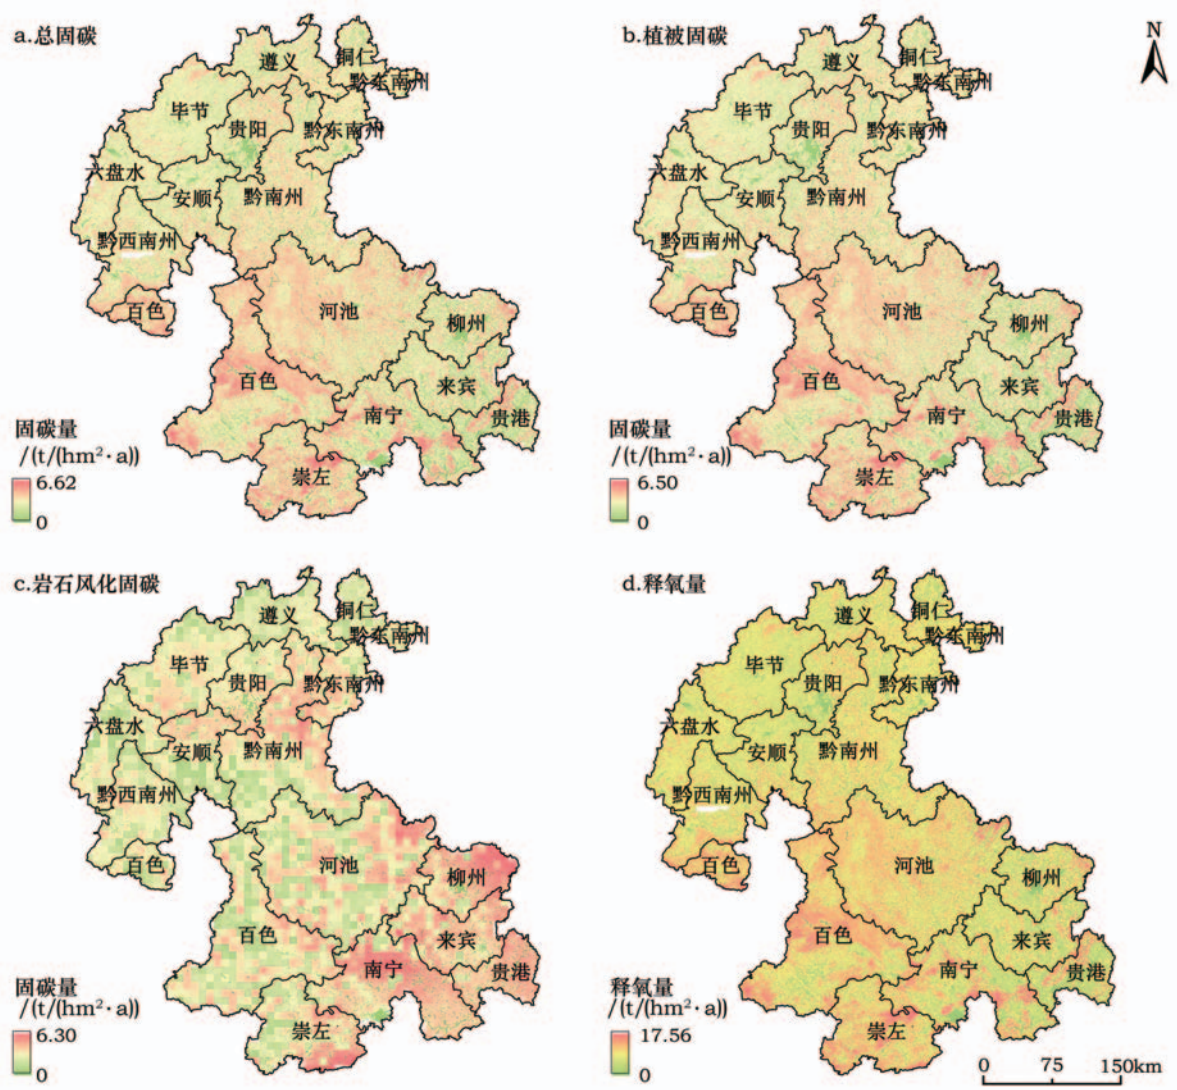 a.总固碳
遵义
铜仁
黔东南州
毕节
贵阳
黔东南州
六盘水
安顺
黔南州
黔西南州
百色
河池
柳州
百色
来宾
南宁
贵港
崇左
固碳量
/(t/(hm²·a))
6.62
0
b.植被固碳
N
遵义
铜仁
黔东南州
毕节
贵阳
黔东南州
六盘水
安顺
黔南州
黔西南州
百色
河池
柳州
百色
来宾
南宁
贵港
崇左
固碳量
/(t/(hm²·a))
6.50
0
c.岩石风化固碳
遵义
铜仁
黔东南州
毕节
贵阳
黔东南州
六盘水
安顺
黔南州
黔西南州
百色
河池
柳州
百色
来宾
南宁
贵港
崇左
固碳量
/(t/(hm²·a))
6.30
0
d.释氧量
遵义
铜仁
黔东南州
毕节
贵阳
黔东南州
六盘水
安顺
黔南州
黔西南州
百色
河池
柳州
百色
来宾
南宁
贵港
崇左
释氧量
/(t/(hm²·a))
17.56
0
0 75 150km